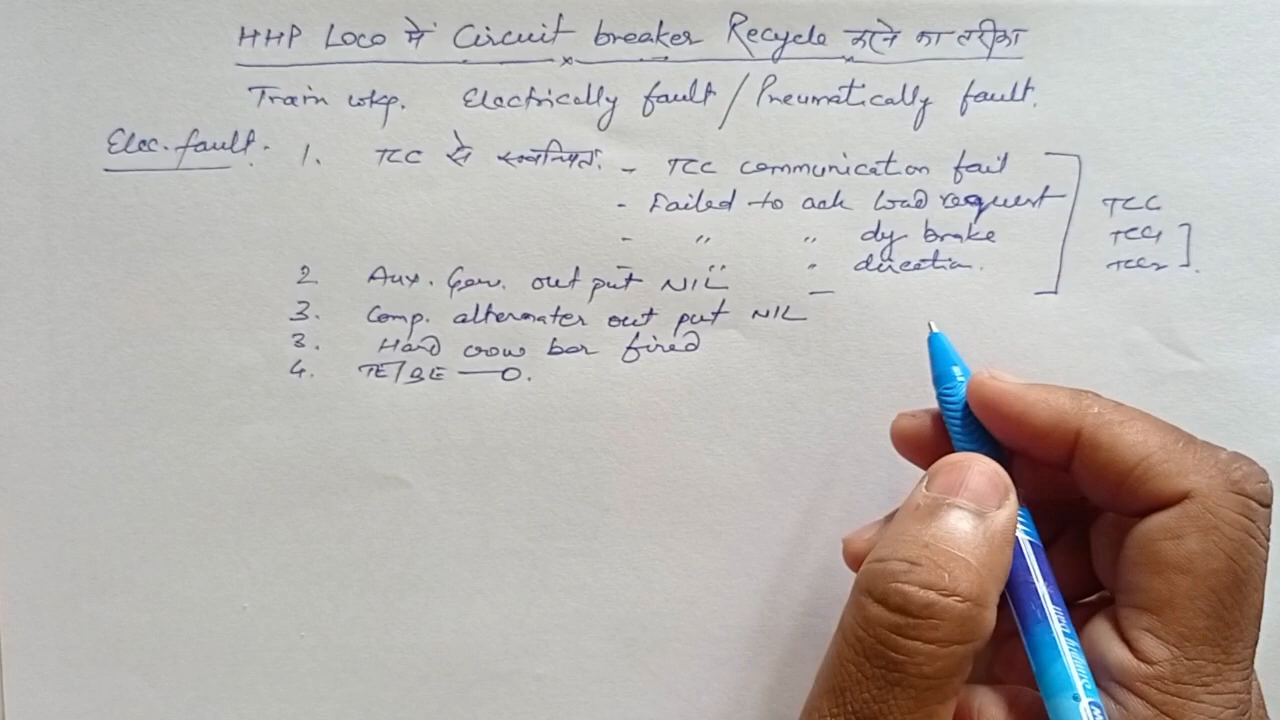 HHP Loco में Circuit breaker Recycle करने का तरीका
Train wkg. Electrically fault / Pneumatically fault.
Elec. fault.
1. TCC से सम्बन्धित: - TCC communication fail
- Failed to ack load request
- " " dy brake
- " " direction.
TCC
TCC1
TCC2
2 Aux. Gen. out put NIL
3. Comp. alternater out put NIL
3. Hard crow bar fired
4. TE/BE — 0.